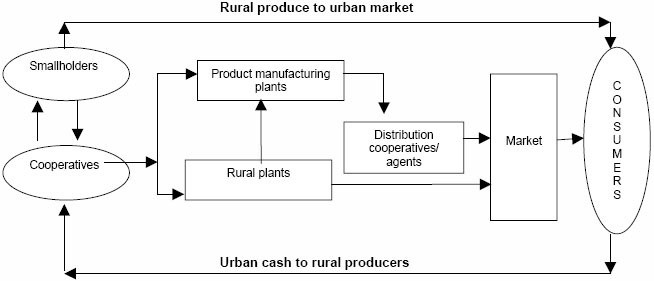 Rural produce to urban market
Smallholders
Product manufacturing
plants
Distribution
cooperatives/
agents
Market
CONSUMERS
Cooperatives
Rural plants
Urban cash to rural producers